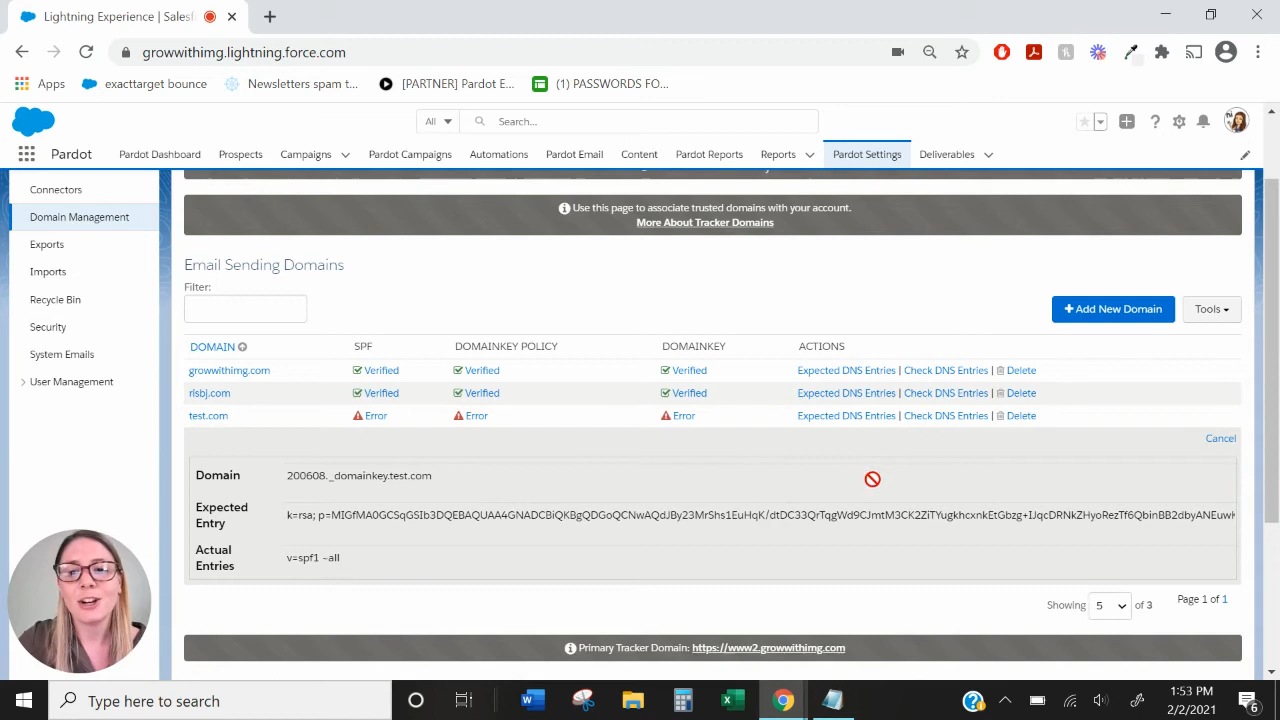 Lightning Experience | Salesf
growwithimg.lightning.force.com
Apps
exacttarget bounce
Newsletters spam t...
[PARTNER] Pardot E...
(1) PASSWORDS FO...
All
Search...
Pardot
Pardot Dashboard
Prospects
Campaigns
Pardot Campaigns
Automations
Pardot Email
Content
Pardot Reports
Reports
Pardot Settings
Deliverables
Connectors
Domain Management
Exports
Imports
Recycle Bin
Security
System Emails
User Management
Use this page to associate trusted domains with your account.
More About Tracker Domains
Email Sending Domains
Filter:
Add New Domain
Tools
DOMAIN SPF DOMAINKEY POLICY DOMAINKEY ACTIONS
growwithimg.com Verified Verified Verified Expected DNS Entries | Check DNS Entries | Delete
risbj.com Verified Verified Verified Expected DNS Entries | Check DNS Entries | Delete
test.com Error Error Error Expected DNS Entries | Check DNS Entries | Delete
Cancel
Domain 200608._domainkey.test.com
Expected Entry k=rsa; p=MIGfMA0GCSqGSIb3DQEBAQUAA4GNADCBiQKBgQDGoQCNwAQdJBy23MrShs1EuHqK/dtDC33QrTqgWd9CJmtM3CK2ZiTYugkhcxnkEtGbzg+IJqcDRNkZHyoRezTf6QbinBB2dbyANEuwK
Actual Entries v=spf1 ~all
Showing 5 of 3 Page 1 of 1
Primary Tracker Domain: https://www2.growwithimg.com
Type here to search
1:53 PM
2/2/2021
6